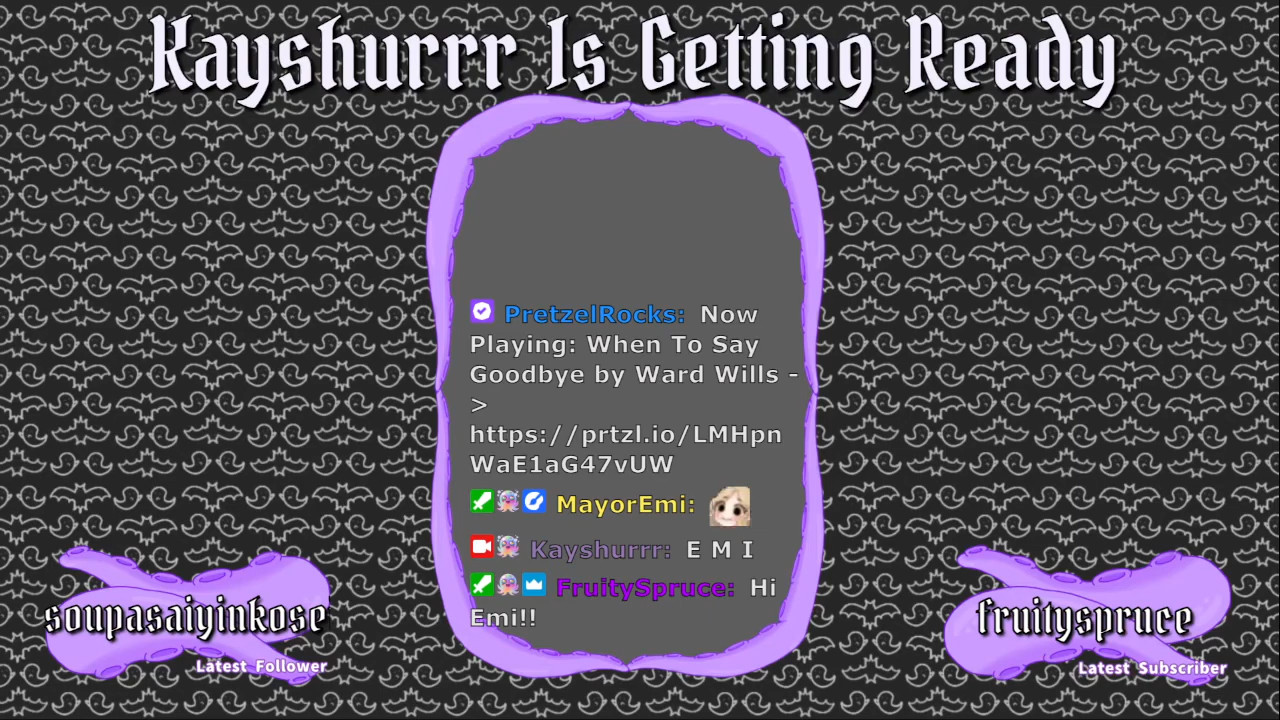 Kayshurrr Is Getting Ready
PretzelRocks: Now
Playing: When To Say
Goodbye by Ward Wills -
>
https://prtzl.io/LMHpn
WaE1aG47vUW
MayorEmi:
Kayshurrr: E M I
FruitySpruce: Hi
Emi!!
soupasaiyinkose
Latest Follower
fruityspruce
Latest Subscriber